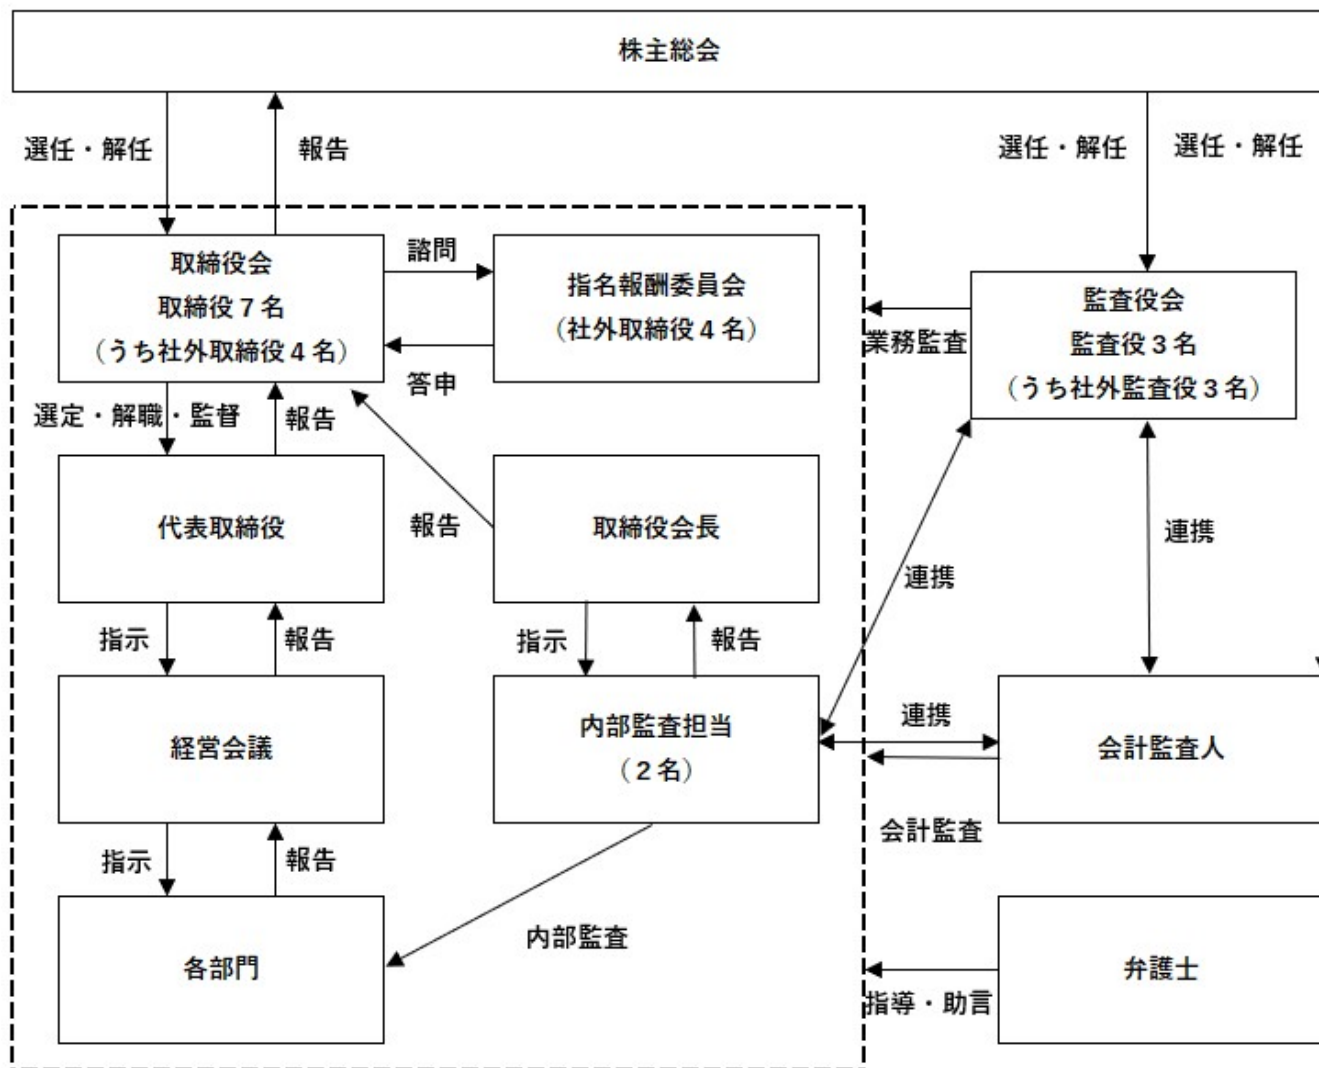 株主総会
選任・解任
報告
選任・解任
選任・解任
取締役会
取締役7名
（うち社外取締役4名）
諮問
答申
指名報酬委員会
（社外取締役4名）
業務監査
監査役会
監査役3名
（うち社外監査役3名）
選定・解職・監督
報告
代表取締役
報告
取締役会長
連携
連携
指示
報告
指示
報告
経営会議
内部監査担当
（2名）
連携
会計監査人
会計監査
指示
報告
内部監査
各部門
弁護士
指導・助言